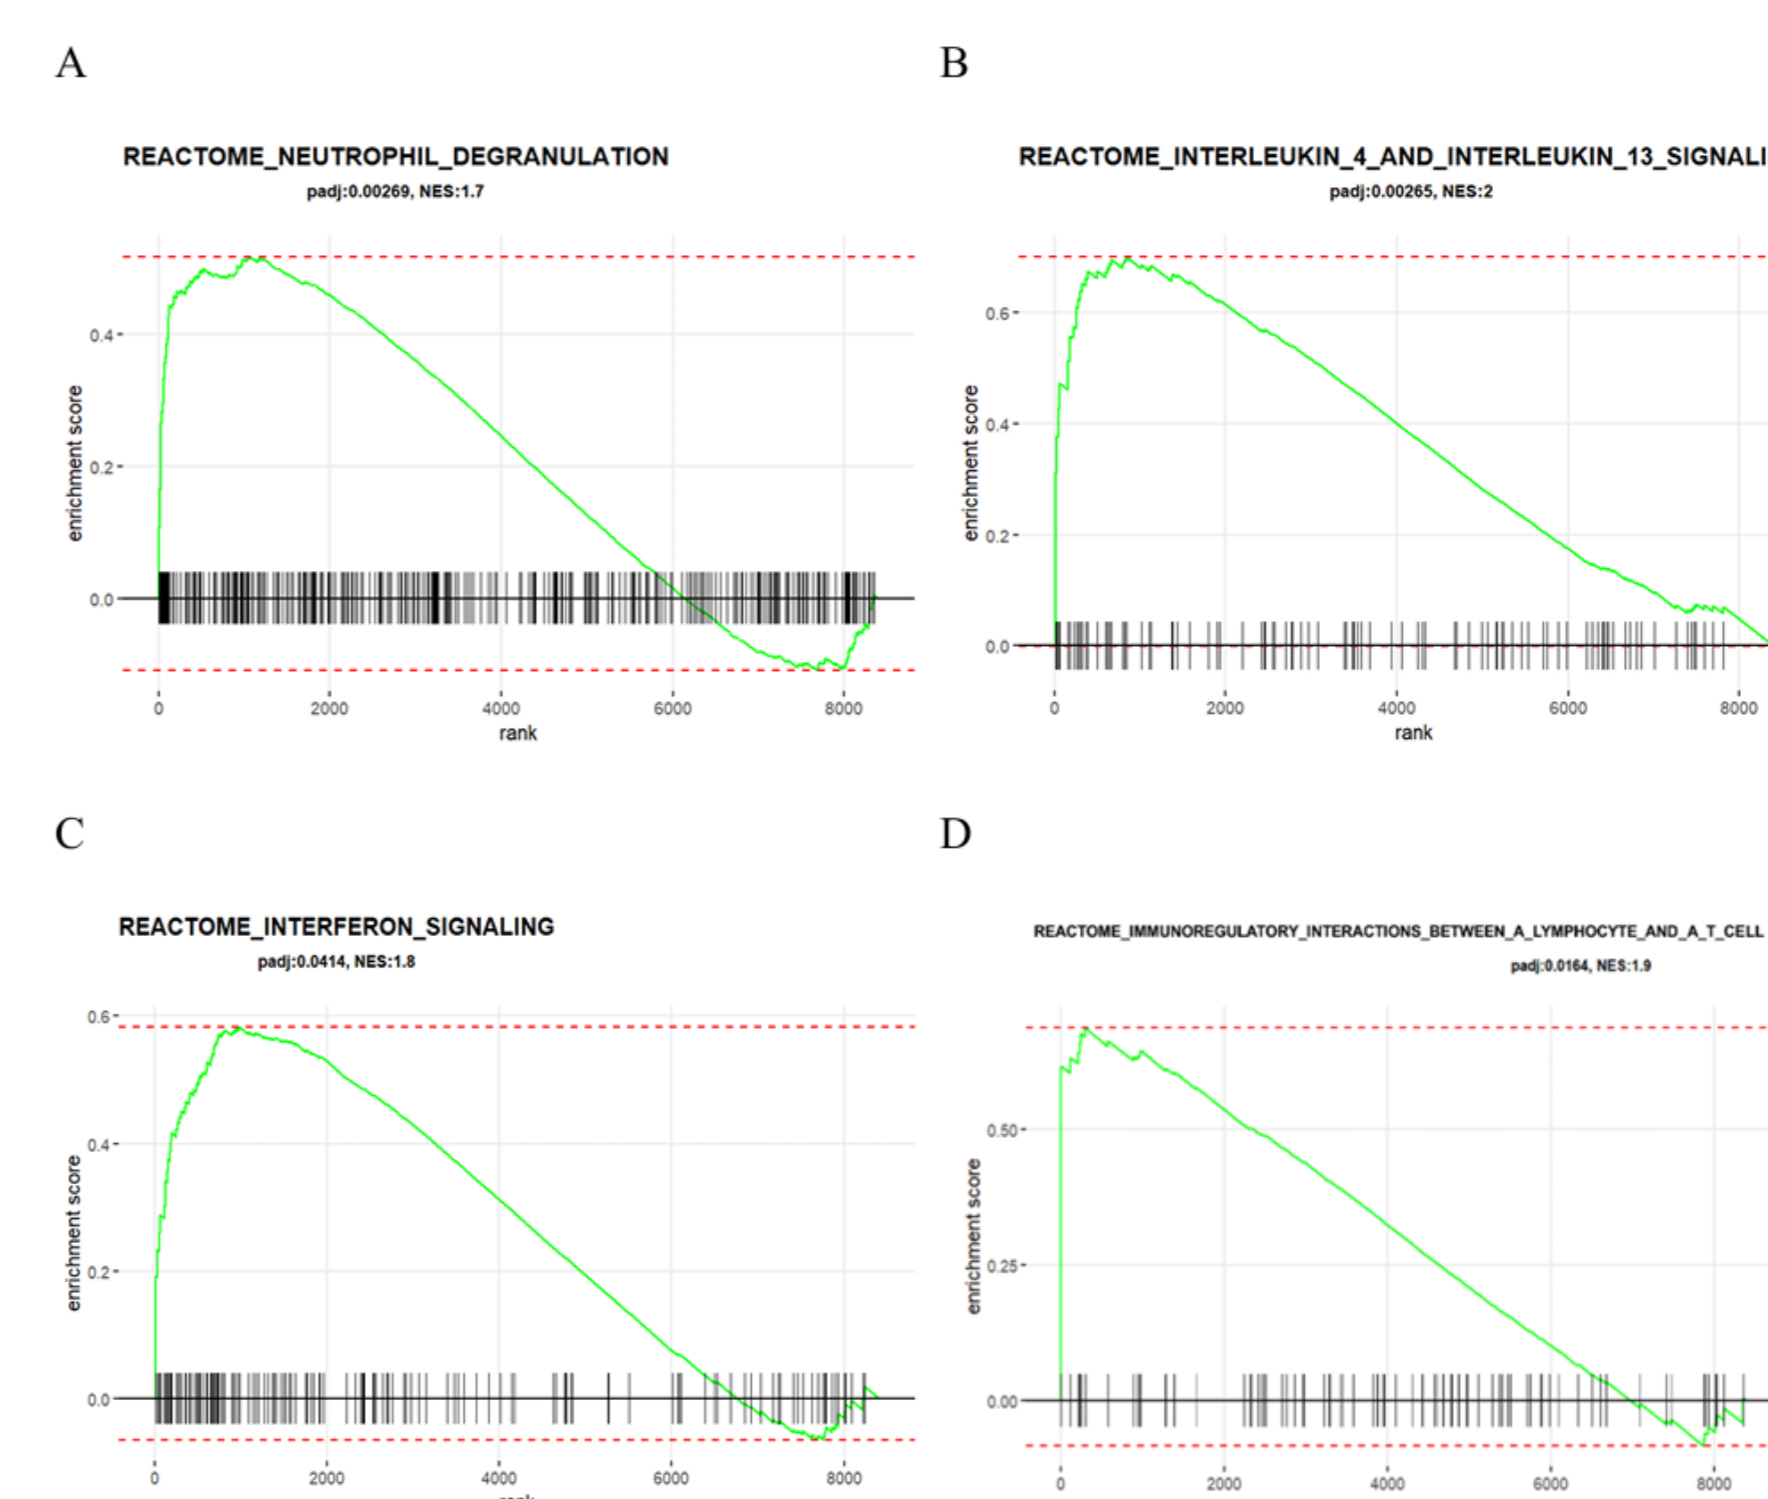 A
REACTOME_NEUTROPHIL_DEGRANULATION
padj:0.00269, NES:1.7
enrichment score
0.4
0.2
0.0
0 2000 4000 6000 8000
rank
B
REACTOME_INTERLEUKIN_4_AND_INTERLEUKIN_13_SIGNALI
padj:0.00265, NES:2
enrichment score
0.6
0.4
0.2
0.0
0 2000 4000 6000 8000
rank
C
REACTOME_INTERFERON_SIGNALING
padj:0.0414, NES:1.8
enrichment score
0.6
0.4
0.2
0.0
0 2000 4000 6000 8000
D
REACTOME_IMMUNOREGULATORY_INTERACTIONS_BETWEEN_A_LYMPHOCYTE_AND_A_T_CELL
padj:0.0164, NES:1.9
enrichment score
0.50
0.25
0.00
0 2000 4000 6000 8000